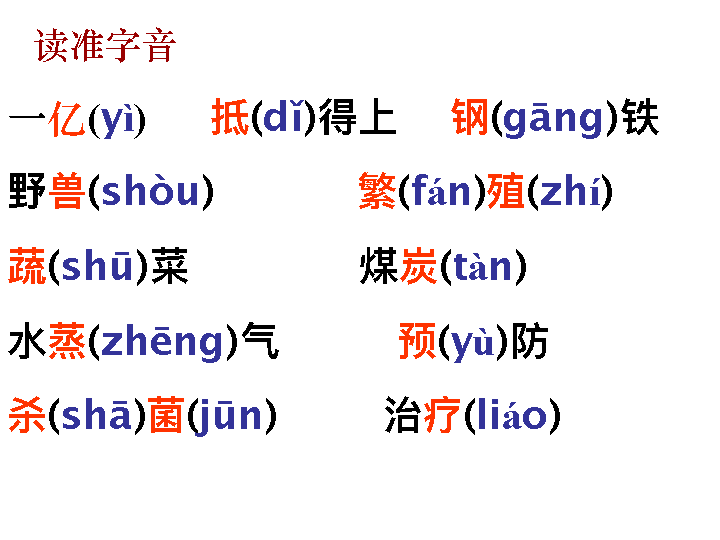 读准字音
一亿(yì) 抵(dǐ)得上 钢(gāng)铁
野兽(shòu) 繁(fán)殖(zhí)
蔬(shū)菜 煤炭(tàn)
水蒸(zhēng)气 预(yù)防
杀(shā)菌(jūn) 治疗(liáo)